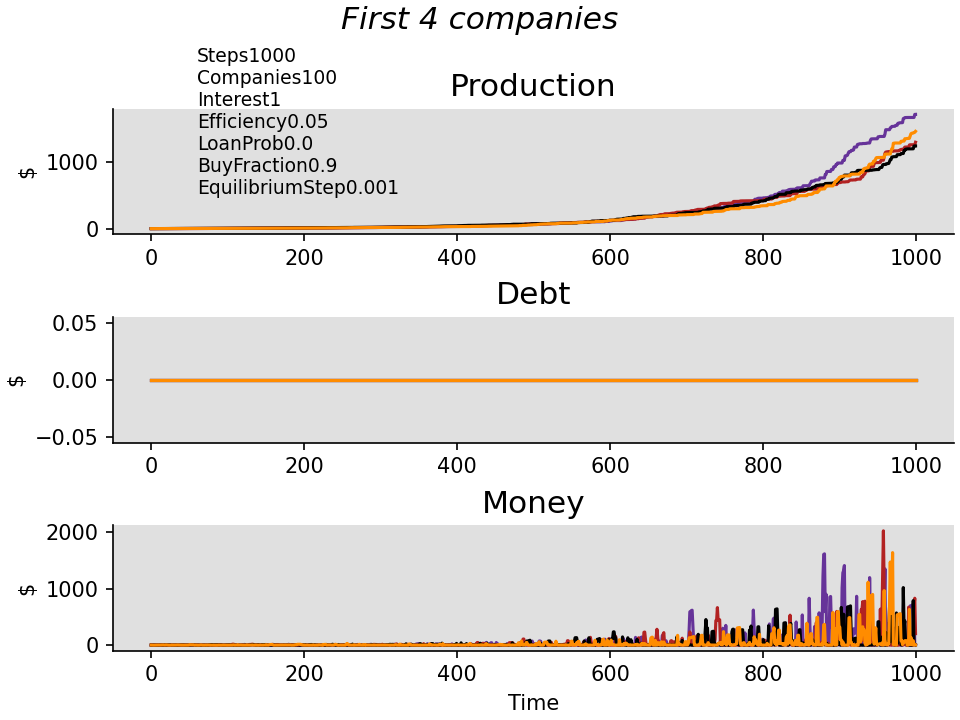 First 4 companies
Steps1000
Companies100
Interest1
Efficiency0.05
LoanProb0.0
BuyFraction0.9
EquilibriumStep0.001
Production
$
1000
0
0 200 400 600 800 1000
Debt
$
0.05
0.00
−0.05
0 200 400 600 800 1000
Money
$
2000
1000
0
0 200 400 600 800 1000
Time